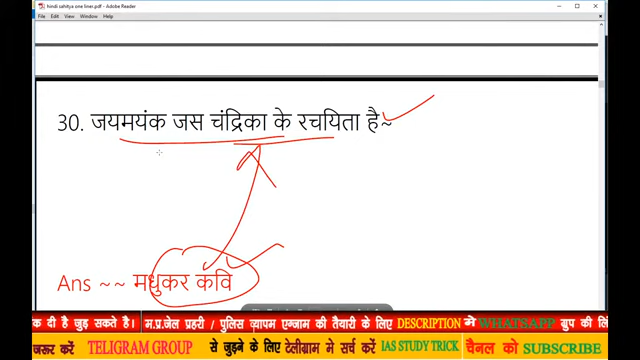 hindi sahitya one liner.pdf - Adobe Reader
File Edit View Window Help
30. जयमयंक जस चंद्रिका के रचयिता है~
Ans ~~ मधुकर कवि
क दी है जुड़ सकते है। म.प्र.जेल प्रहरी / पुलिस व्यापम एग्जाम की तैयारी के लिए DESCRIPTION मे WHATSAPP ग्रुप की लि
जरूर करें TELIGRAM GROUP से जुड़ने के लिए टेलीग्राम मे सर्च करें IAS STUDY TRICK चैनल को SUBSCRIBE